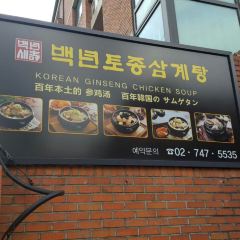 백년
새千
백년토종삼계탕
KOREAN GINSENG CHICKEN SOUP
百年本土的 参鸡汤 百年韓国の サムゲタン
예약문의 ☎02 - 747 - 5535